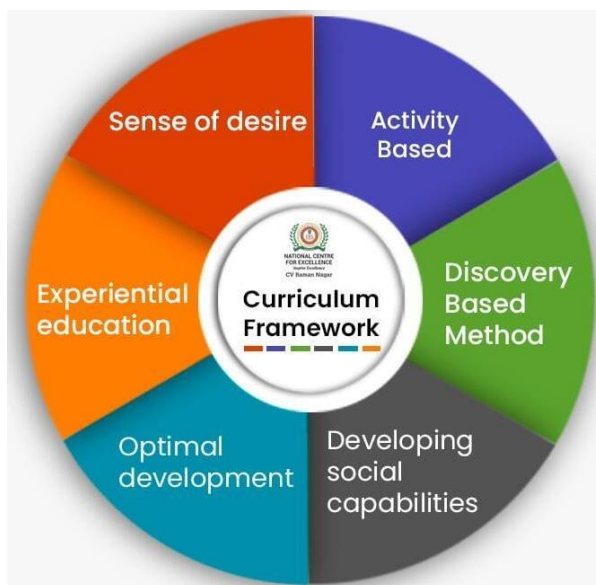 Sense of desire
Activity
Based
Discovery
Based
Method
Developing
social
capabilities
Optimal
development
Experiential
education
NATIONAL CENTRE
FOR EXCELLENCE
CV Raman Nagar
Curriculum
Framework